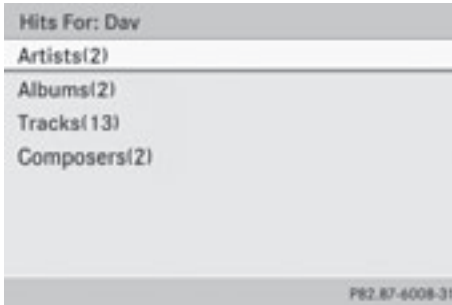 Hits For: Dav
Artists(2)
Albums(2)
Tracks(13)
Composers(2)
P82.87-6008-31